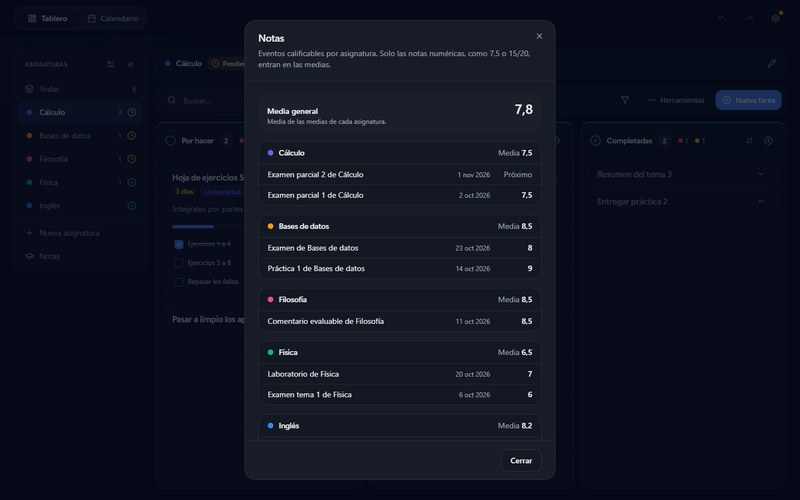 Tablero
Calendario
ASIGNATURAS
Todas 6
Cálculo 3
Bases de datos 1
Filosofía 1
Física 1
Inglés
Nueva asignatura
Notas
Cálculo
Buscar...
Herramientas
Nueva tarea
Por hacer 2
Hoja de ejercicios 5
3 días Universidad
Integrales por partes
Ejercicios 1 a 4
Ejercicios 5 a 8
Repasar los fallos
Pasar a limpio los
Completadas 2 1 1
Resumen del tema 3
Entregar práctica 2
Notas
Eventos calificables por asignatura. Solo las notas numéricas, como 7,5 o 15/20,
entran en las medias.
Media general 7,8
Media de las medias de cada asignatura.
Cálculo Media 7,5
Examen parcial 2 de Cálculo 1 nov 2026 Próximo
Examen parcial 1 de Cálculo 2 oct 2026 7,5
Bases de datos Media 8,5
Examen de Bases de datos 23 oct 2026 8
Práctica 1 de Bases de datos 14 oct 2026 9
Filosofía Media 8,5
Comentario evaluable de Filosofía 11 oct 2026 8,5
Física Media 6,5
Laboratorio de Física 20 oct 2026 7
Examen tema 1 de Física 6 oct 2026 6
Inglés Media 8,2
Cerrar